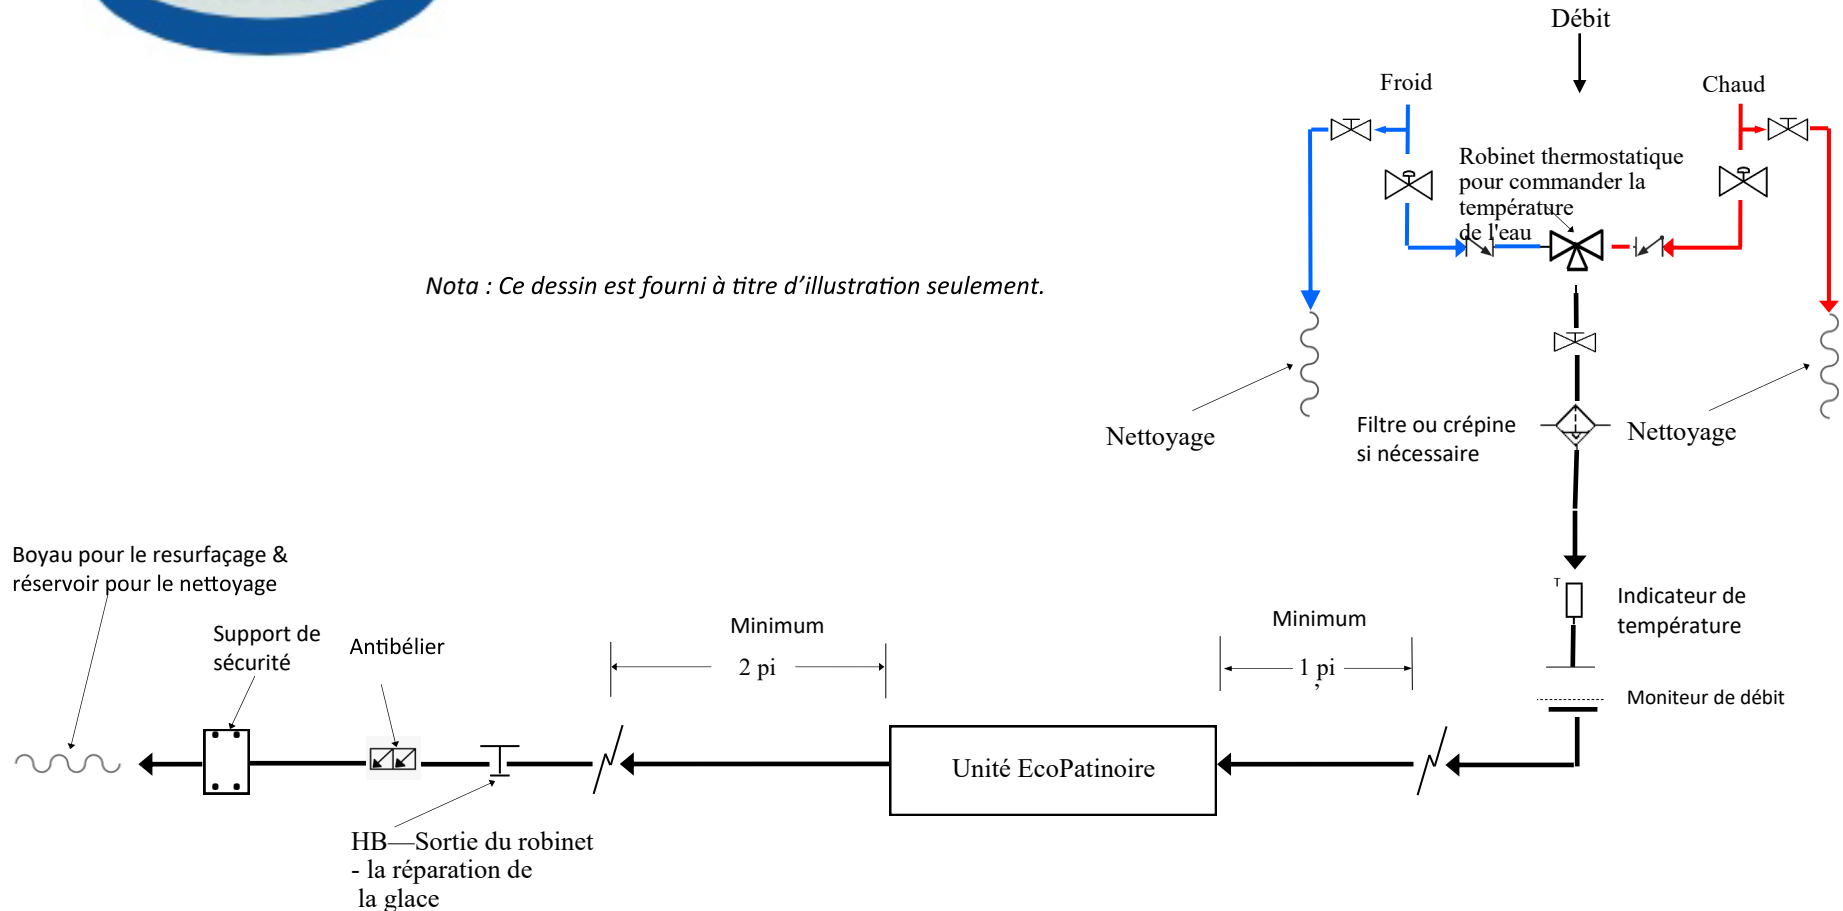 Débit
Froid
Chaud
Robinet thermostatique
pour commander la
température
de l'eau
Nota : Ce dessin est fourni à titre d’illustration seulement.
Nettoyage
Filtre ou crépine
si nécessaire
Nettoyage
Boyau pour le resurfaçage &
réservoir pour le nettoyage
T
Indicateur de
température
Support de
sécurité
Antibélier
Minimum
2 pi
Minimum
1 pi
,
Moniteur de débit
Unité EcoPatinoire
HB—Sortie du robinet
- la réparation de
la glace